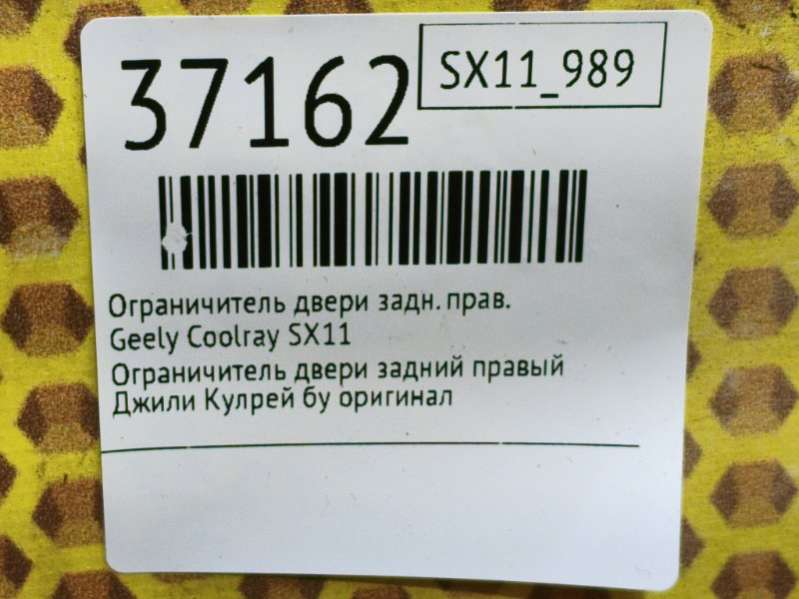 37162
SX11_989
Ограничитель двери задн. прав.
Geely Coolray SX11
Ограничитель двери задний правый
Джили Кулрей бу оригинал